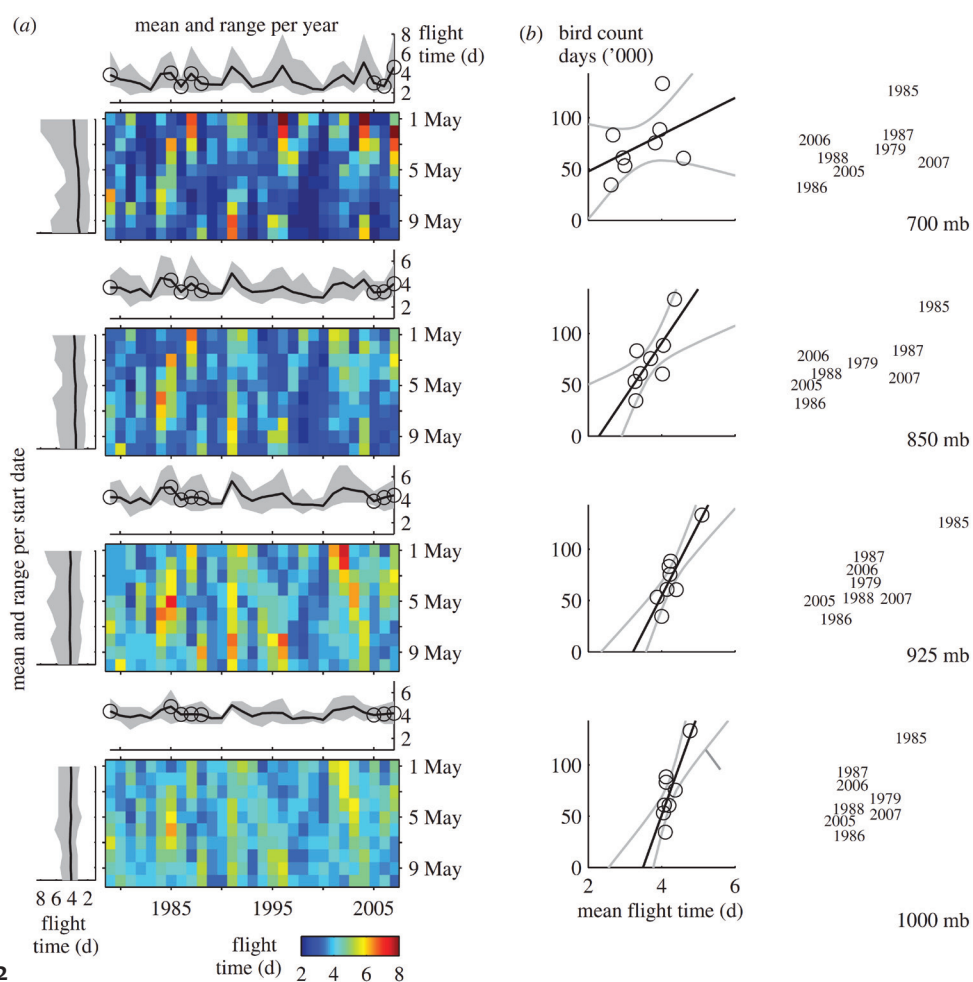 (a)
mean and range per year
flight
time (d)
8
6
4
2
1 May
5 May
9 May
6
4
2
1 May
5 May
9 May
6
4
2
1 May
5 May
9 May
6
4
2
1 May
5 May
9 May
mean and range per start date
8 6 4 2
flight
time (d)
1985 1995 2005
flight
time (d)
2 4 6 8
2
(b)
bird count
days ('000)
100
50
0
1985
2006 1987
1979
1988
2005 2007
1986
700 mb
100
50
0
1985
2006 1987
1979
1988
2005 2007
1986
850 mb
100
50
0
1985
1987
2006
1979
2005 1988 2007
1986
925 mb
100
50
0
2 4 6
mean flight time (d)
1985
1987
2006
1979
1988
2005 2007
1986
1000 mb